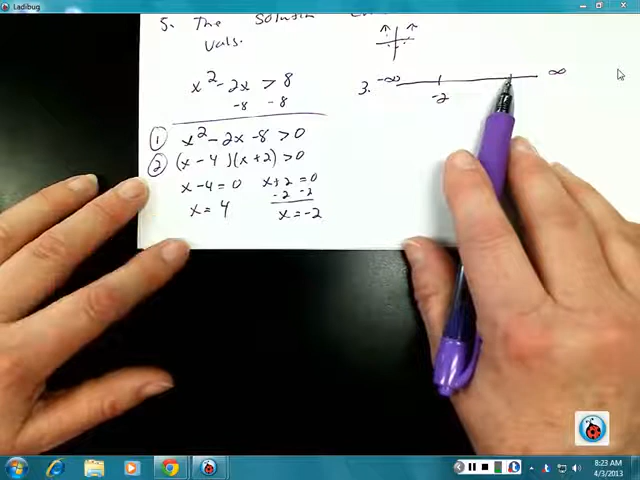 Ladibug
5. The Solution
vals.
x² - 2x > 8
-8 -8
① x² - 2x - 8 > 0
② (x - 4)(x + 2) > 0
x - 4 = 0 x + 2 = 0
-2 -2
x = 4 x = -2
3. -∞ ∞
-2
8:23 AM
4/3/2013